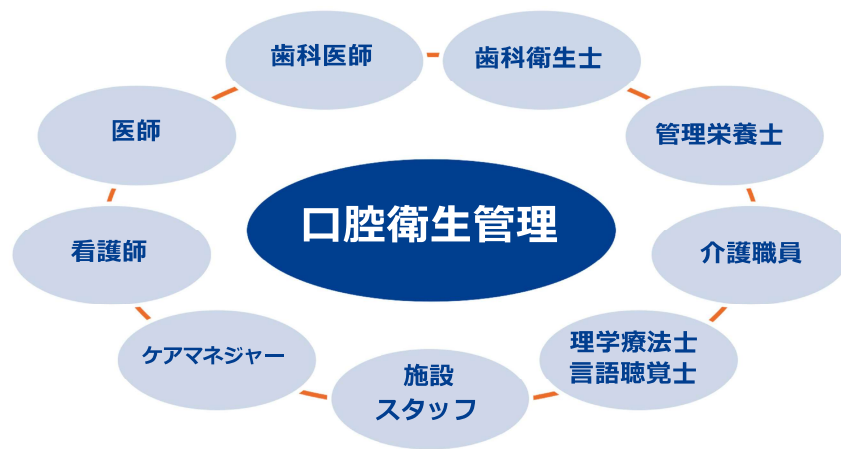 歯科医師
歯科衛生士
医師
管理栄養士
口腔衛生管理
看護師
介護職員
ケアマネジャー
理学療法士
言語聴覚士
施設
スタッフ